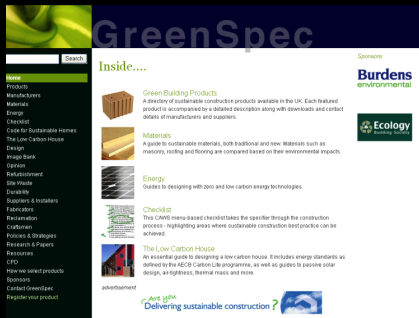 GreenSpec
Search
Home
Products
Manufacturers
Materials
Energy
Checklist
Code for Sustainable Homes
The Low Carbon House
Design
Image Bank
Opinion
Refurbishment
Site Waste
Durability
Suppliers & Installers
Fabricators
Reclamation
Craftsmen
Policies & Strategies
Research & Papers
Resources
CPD
How we select products
Sponsors
Contact GreenSpec
Register your product
Inside....
Green Building Products
A directory of sustainable construction products available in the UK. Each featured
product is accompanied by a detailed description along with downloads and contact
details of manufacturers and suppliers.
Materials
A guide to sustainable materials, both traditional and new. Materials such as
masonry, roofing and flooring are compared based on their environmental impacts.
Energy
Guides to designing with zero and low carbon energy technologies.
Checklist
This CAWS menu-based checklist takes the specifier through the construction
process - highlighting areas where sustainable construction best practice can be
achieved.
The Low Carbon House
An essential guide to designing a low carbon house. It includes energy standards as
defined by the AECB Carbon Lite programme, as well as guides to passive solar
design, air-tightness, thermal mass and more.
advertisement
Are you
Delivering sustainable construction ?
Sponsors
Burdens
environmental
Ecology
Building Society